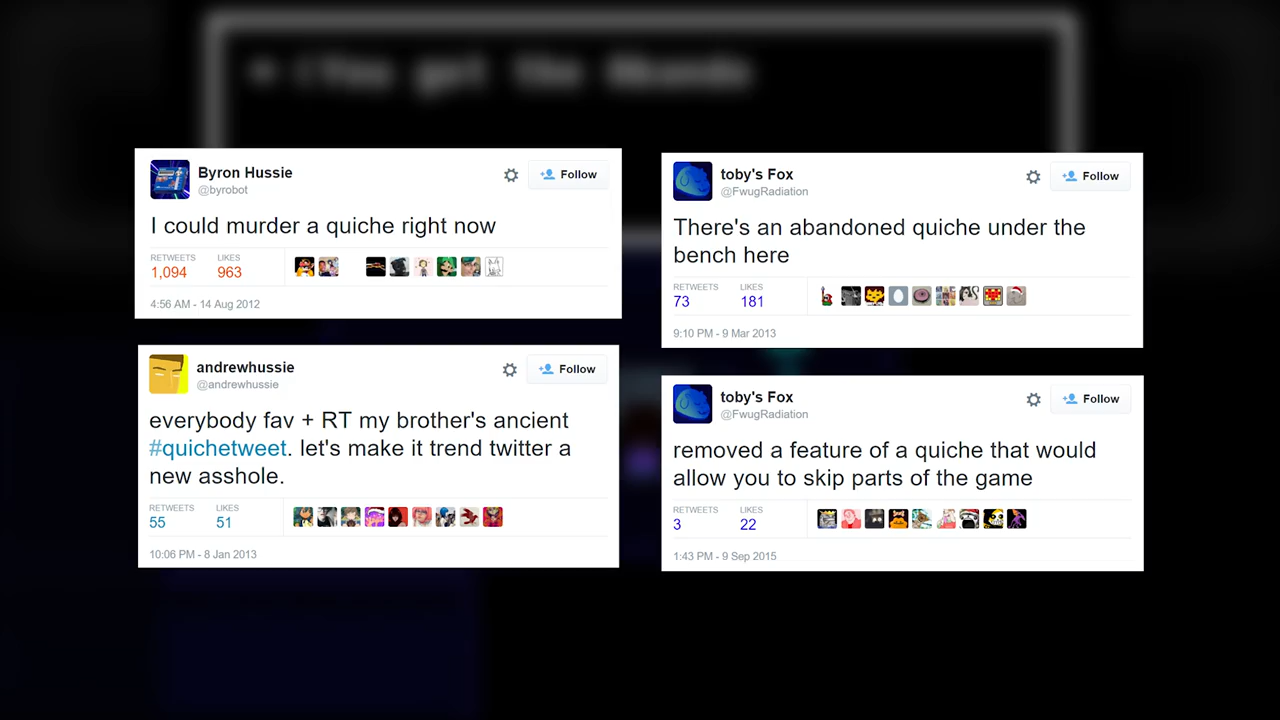 * (You get the Abando
Byron Hussie
@byrobot
Follow
I could murder a quiche right now
RETWEETS LIKES
1,094 963
4:56 AM - 14 Aug 2012
andrewhussie
@andrewhussie
Follow
everybody fav + RT my brother's ancient
#quichetweet. let's make it trend twitter a
new asshole.
RETWEETS LIKES
55 51
10:06 PM - 8 Jan 2013
toby's Fox
@FwugRadiation
Follow
There's an abandoned quiche under the
bench here
RETWEETS LIKES
73 181
9:10 PM - 9 Mar 2013
toby's Fox
@FwugRadiation
Follow
removed a feature of a quiche that would
allow you to skip parts of the game
RETWEETS LIKES
3 22
1:43 PM - 9 Sep 2015